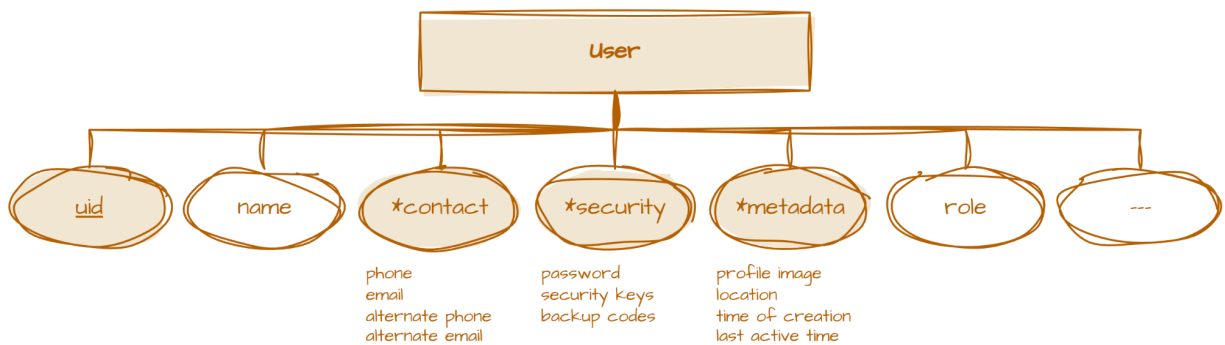 User
uid
name
*contact
*security
*metadata
role
---
phone
email
alternate phone
alternate email
password
security keys
backup codes
profile image
location
time of creation
last active time